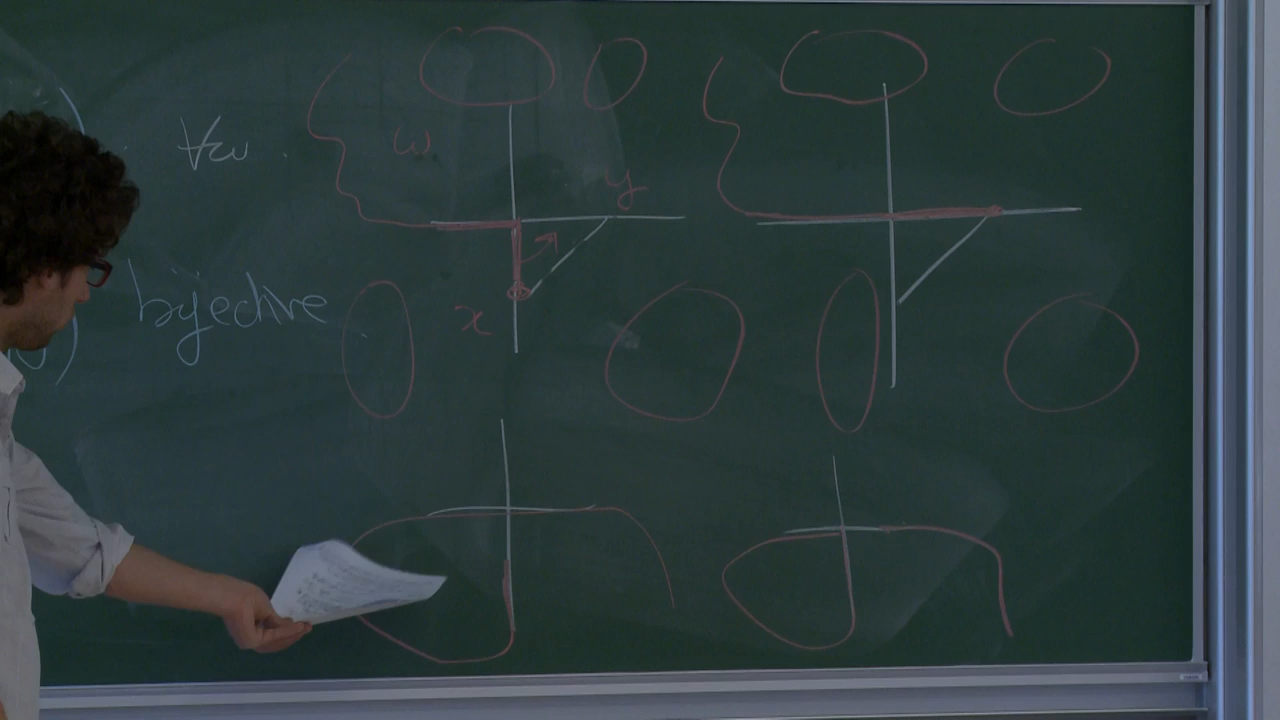 ∀ω.
ω
y
bijective
x